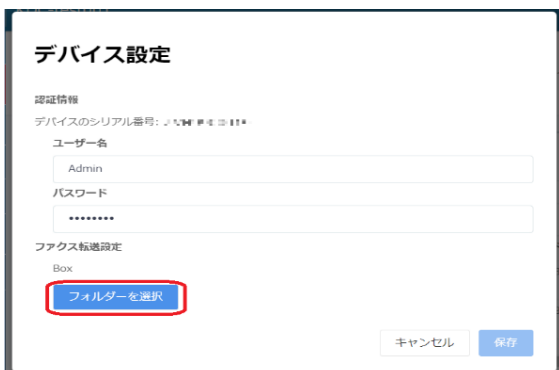 デバイス設定
認証情報
デバイスのシリアル番号:
ユーザー名
Admin
パスワード
••••••••
ファクス転送設定
Box
フォルダーを選択
キャンセル
保存